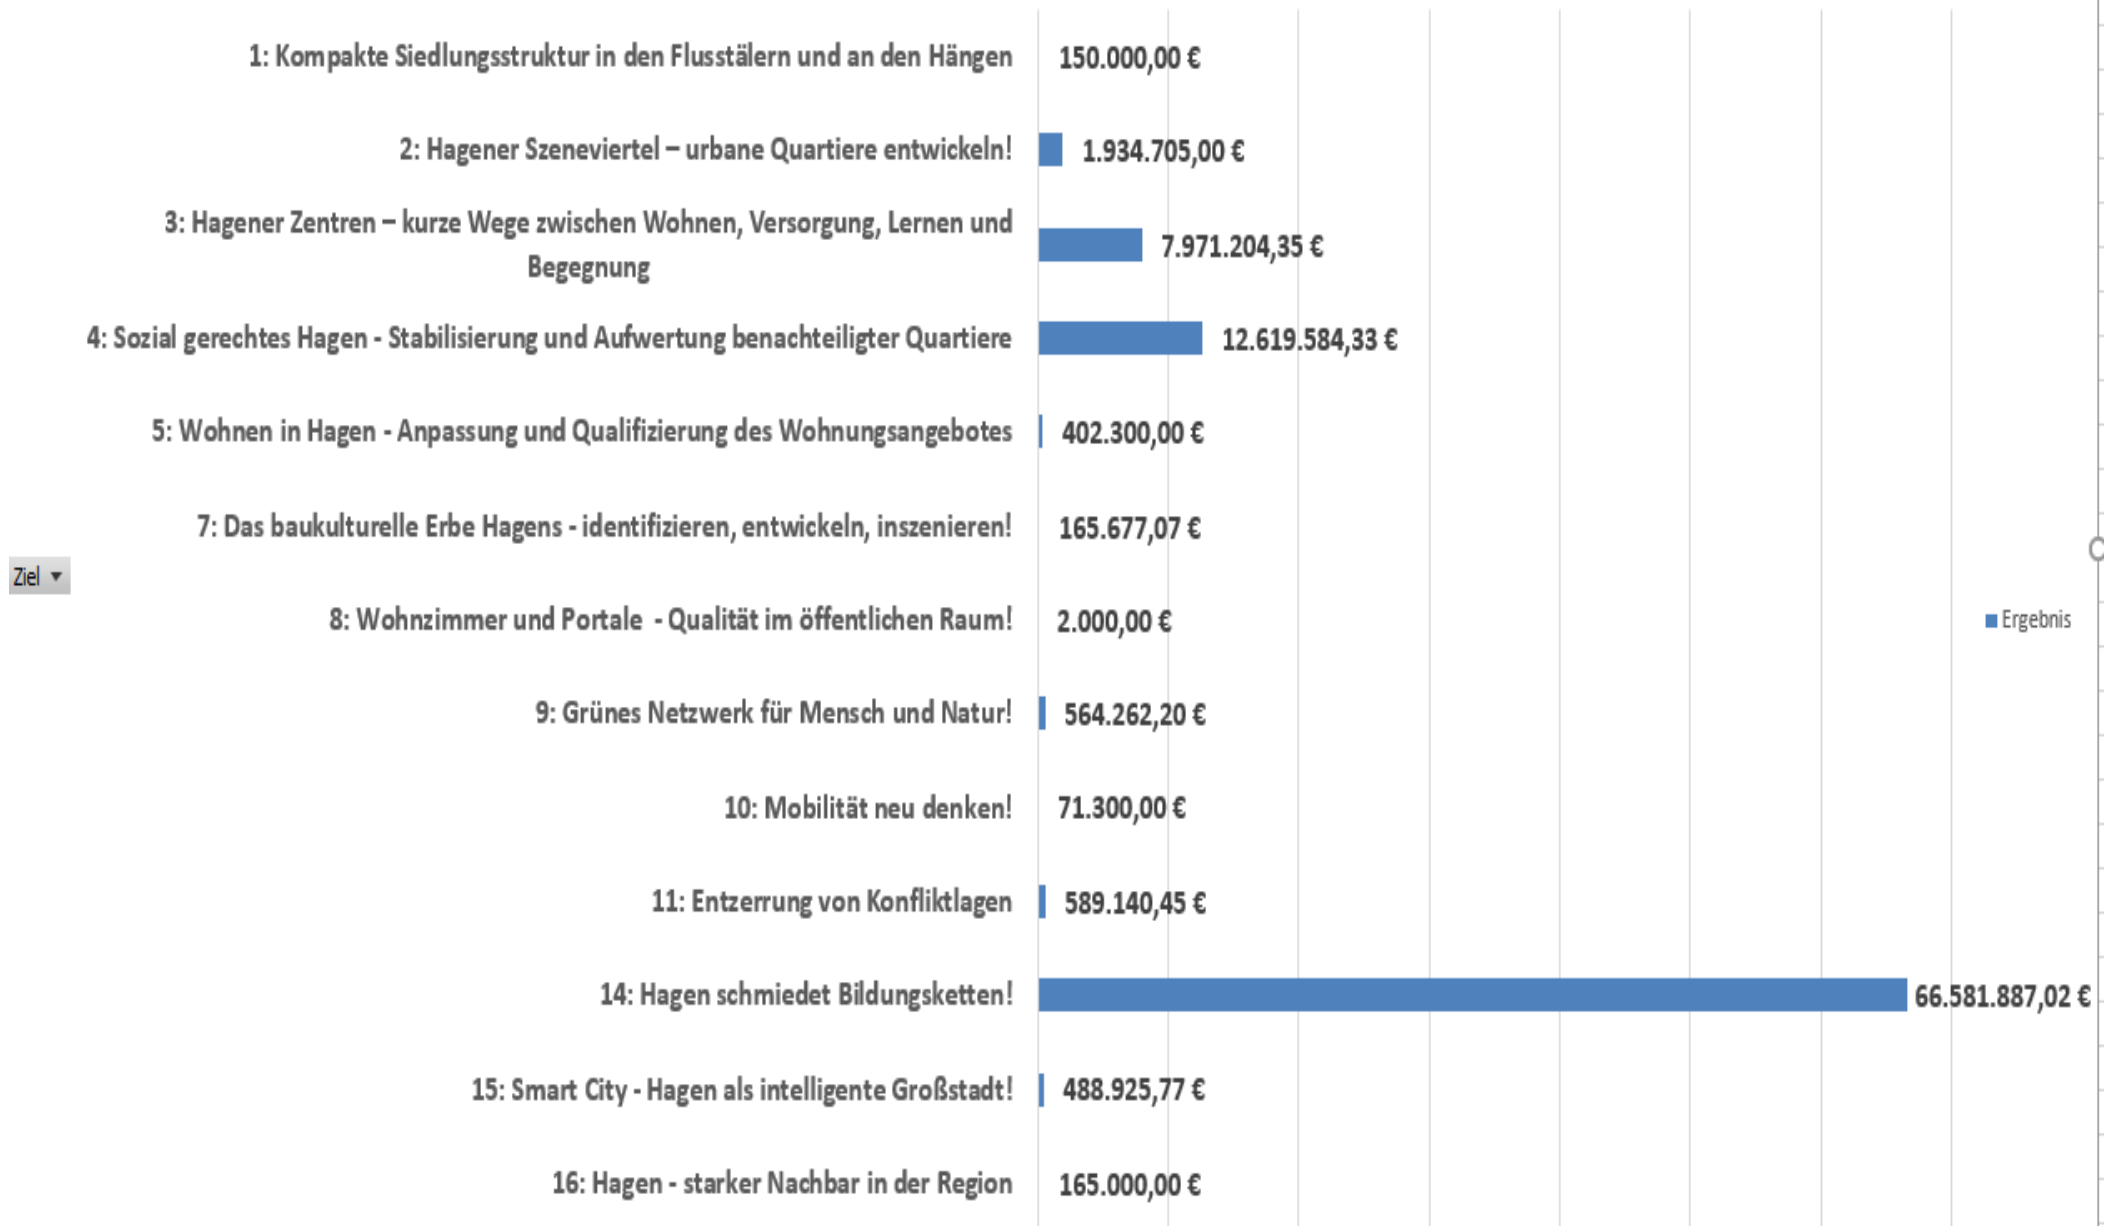 1: Kompakte Siedlungsstruktur in den Flusstälern und an den Hängen 150.000,00 €
2: Hagener Szeneviertel – urbane Quartiere entwickeln! 1.934.705,00 €
3: Hagener Zentren – kurze Wege zwischen Wohnen, Versorgung, Lernen und
Begegnung 7.971.204,35 €
4: Sozial gerechtes Hagen - Stabilisierung und Aufwertung benachteiligter Quartiere 12.619.584,33 €
5: Wohnen in Hagen - Anpassung und Qualifizierung des Wohnungsangebotes 402.300,00 €
7: Das baukulturelle Erbe Hagens - identifizieren, entwickeln, inszenieren! 165.677,07 €
Ziel
8: Wohnzimmer und Portale  - Qualität im öffentlichen Raum! 2.000,00 €
Ergebnis
9: Grünes Netzwerk für Mensch und Natur! 564.262,20 €
10: Mobilität neu denken! 71.300,00 €
11: Entzerrung von Konfliktlagen 589.140,45 €
14: Hagen schmiedet Bildungsketten! 66.581.887,02 €
15: Smart City - Hagen als intelligente Großstadt! 488.925,77 €
16: Hagen - starker Nachbar in der Region 165.000,00 €